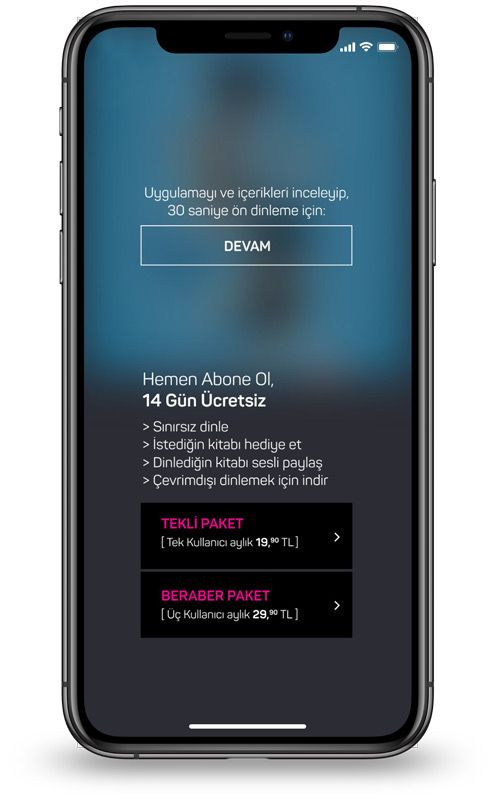 Uygulamayı ve içerikleri inceleyip,
30 saniye ön dinleme için:
DEVAM
Hemen Abone Ol,
14 Gün Ücretsiz
> Sınırsız dinle
> İstediğin kitabı hediye et
> Dinlediğin kitabı sesli paylaş
> Çevrimdışı dinlemek için indir
TEKLİ PAKET
[ Tek Kullanıcı aylık 19,90 TL ]
BERABER PAKET
[ Üç Kullanıcı aylık 29,90 TL ]